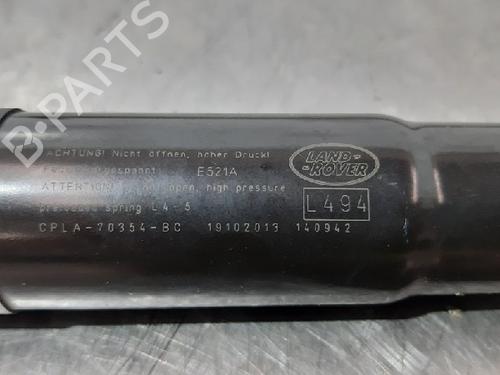 B-PARTS
ACHTUNG! Nicht öffnen, hoher Druck!
E521A
ATTENTION! open, high pressure
spring L4-5
CPLA-70354-BC 19102013 140942
LAND-
-ROVER
L494